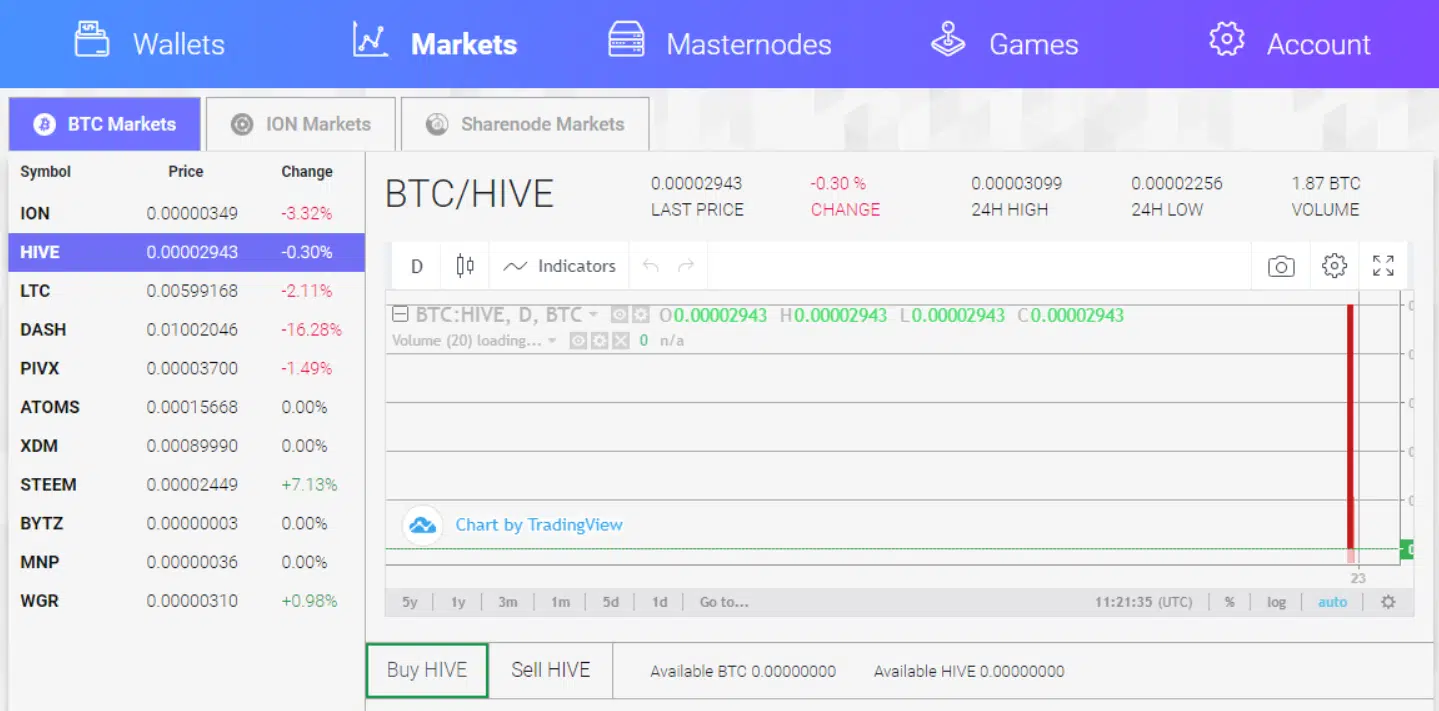 Wallets Markets Masternodes Games Account
BTC Markets ION Markets Sharenode Markets
Symbol Price Change
ION 0.00000349 -3.32%
HIVE 0.00002943 -0.30%
LTC 0.00599168 -2.11%
DASH 0.01002046 -16.28%
PIVX 0.00003700 -1.49%
ATOMS 0.00015668 0.00%
XDM 0.00089990 0.00%
STEEM 0.00002449 +7.13%
BYTZ 0.00000003 0.00%
MNP 0.00000036 0.00%
WGR 0.00000310 +0.98%
BTC/HIVE
0.00002943 -0.30 % 0.00003099 0.00002256 1.87 BTC
LAST PRICE CHANGE 24H HIGH 24H LOW VOLUME
D Indicators
BTC:HIVE, D, BTC O0.00002943 H0.00002943 L0.00002943 C0.00002943
Volume (20) loading... 0 n/a
Chart by TradingView
23
5y 1y 3m 1m 5d 1d Go to... 11:21:35 (UTC) % log auto
Buy HIVE Sell HIVE Available BTC 0.00000000 Available HIVE 0.00000000